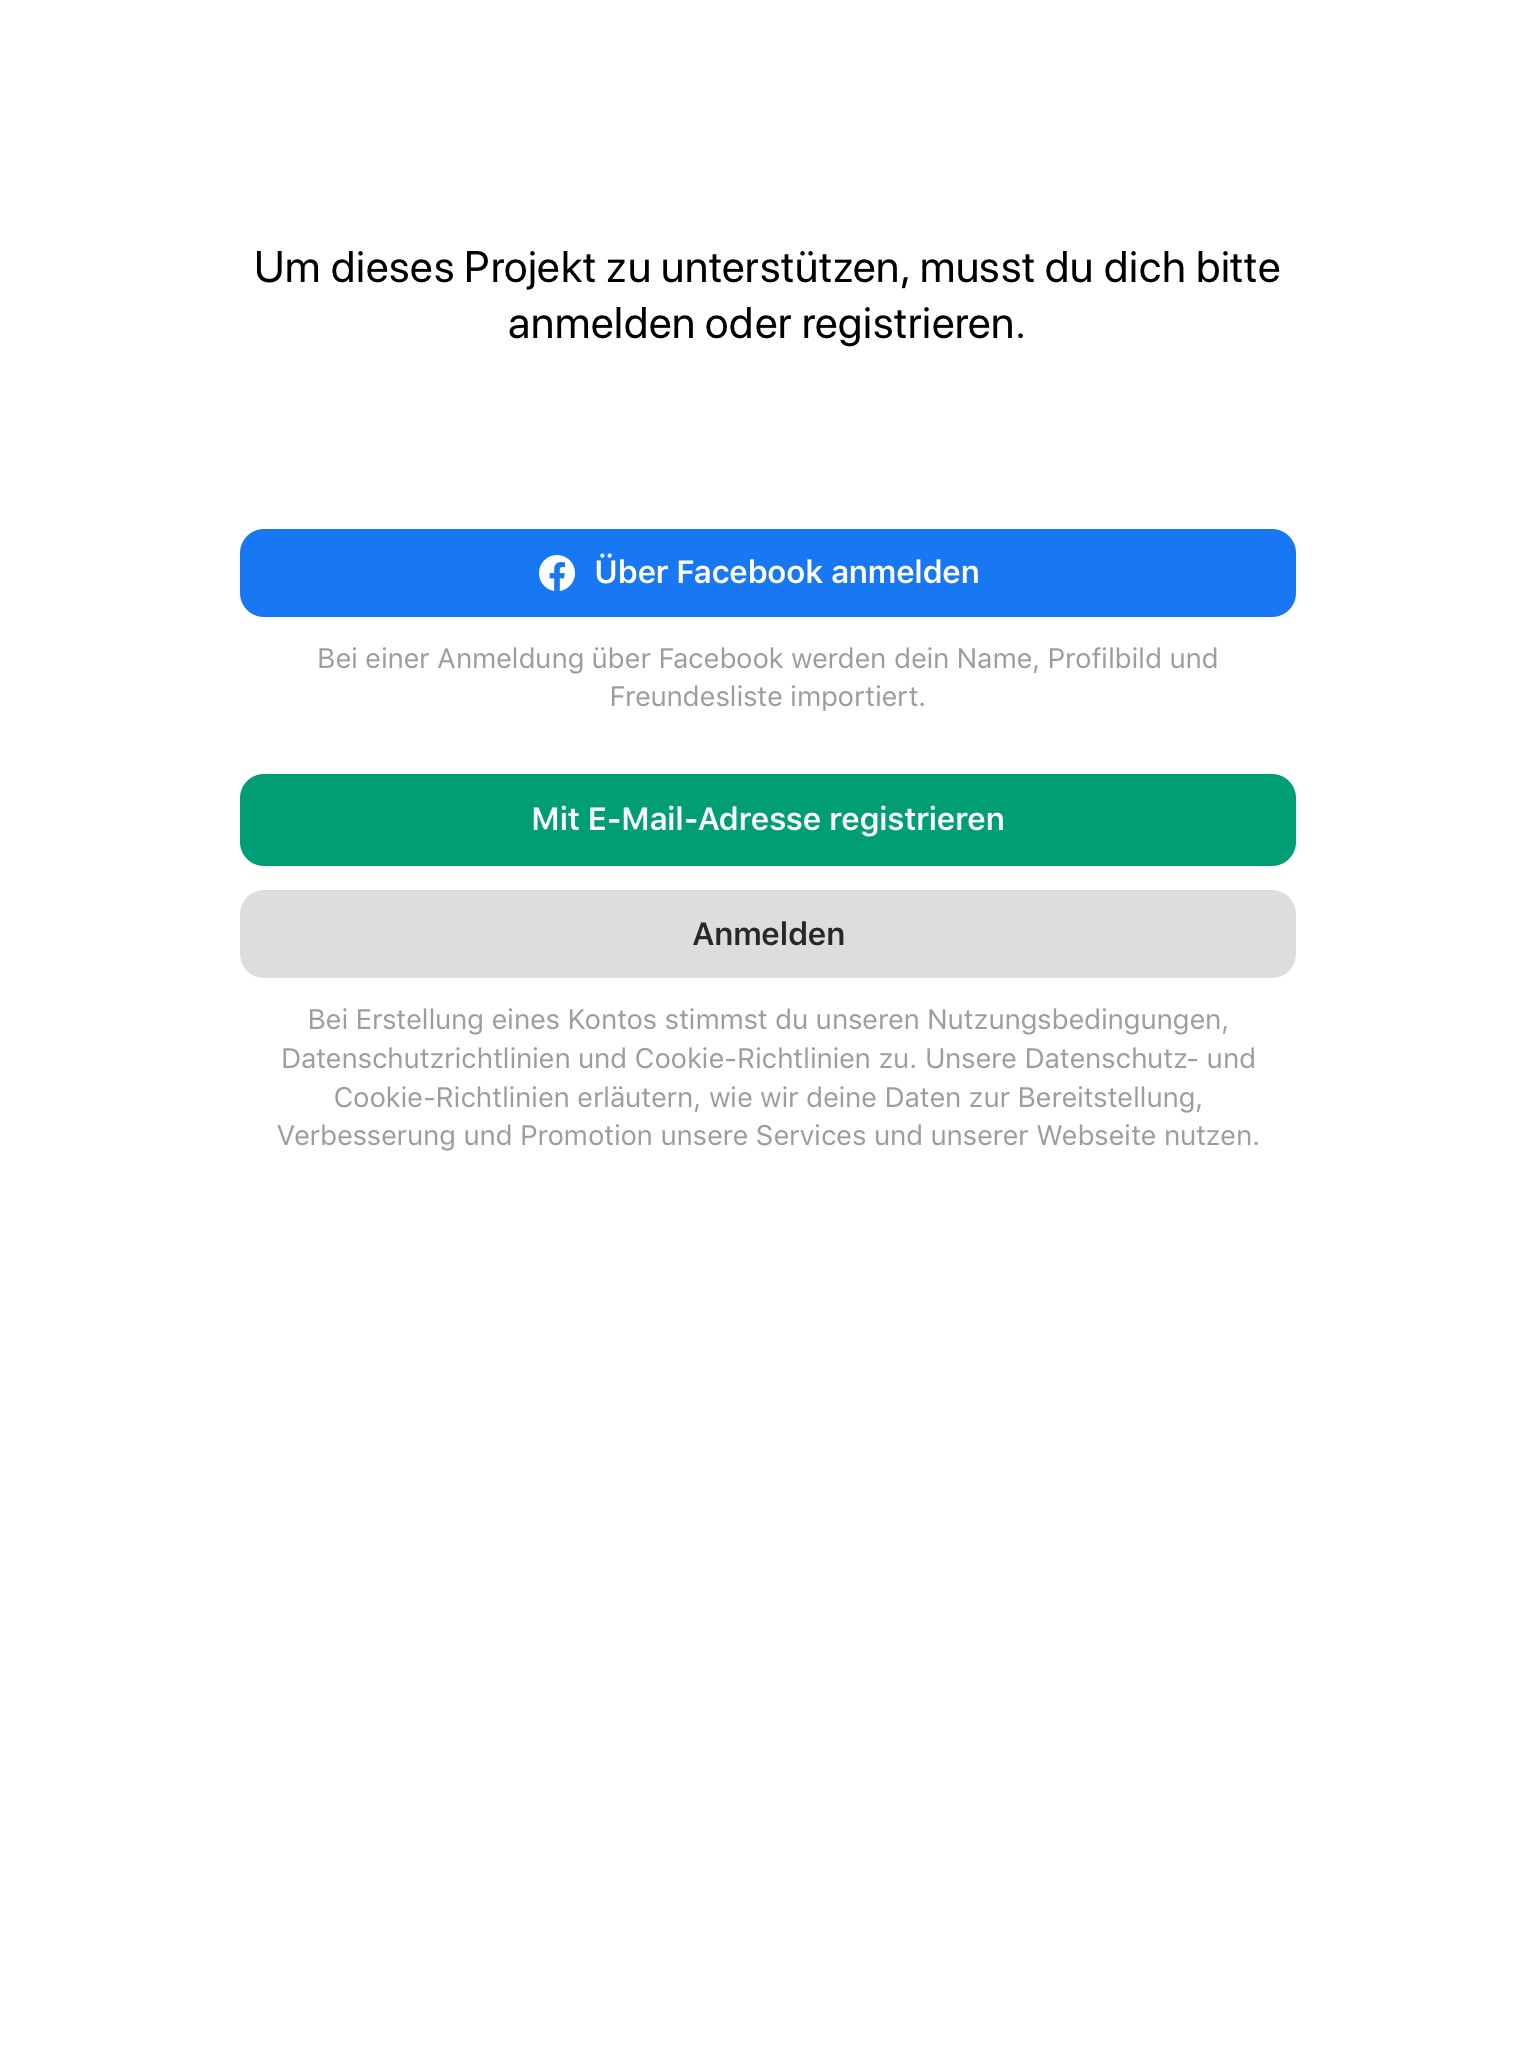 Um dieses Projekt zu unterstützen, musst du dich bitte
anmelden oder registrieren.
Über Facebook anmelden
Bei einer Anmeldung über Facebook werden dein Name, Profilbild und
Freundesliste importiert.
Mit E-Mail-Adresse registrieren
Anmelden
Bei Erstellung eines Kontos stimmst du unseren Nutzungsbedingungen,
Datenschutzrichtlinien und Cookie-Richtlinien zu. Unsere Datenschutz- und
Cookie-Richtlinien erläutern, wie wir deine Daten zur Bereitstellung,
Verbesserung und Promotion unsere Services und unserer Webseite nutzen.